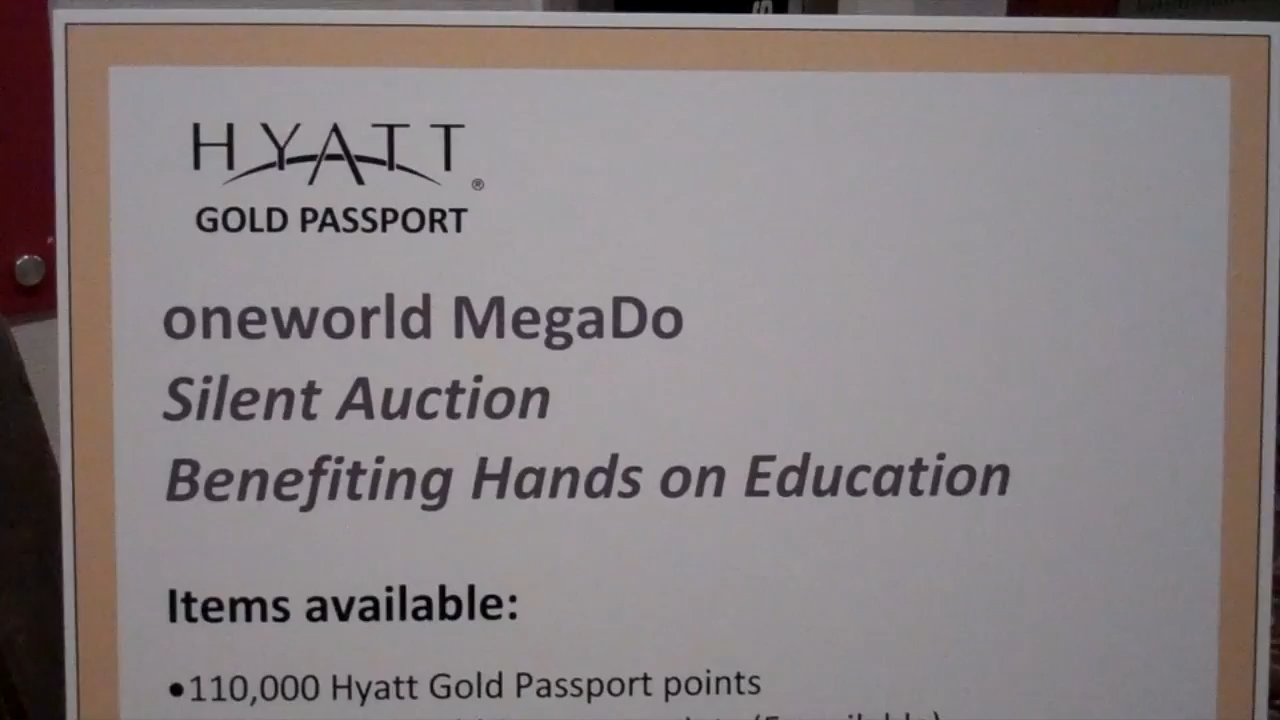 HYATT®
GOLD PASSPORT
oneworld MegaDo
Silent Auction
Benefiting Hands on Education
Items available:
•110,000 Hyatt Gold Passport points